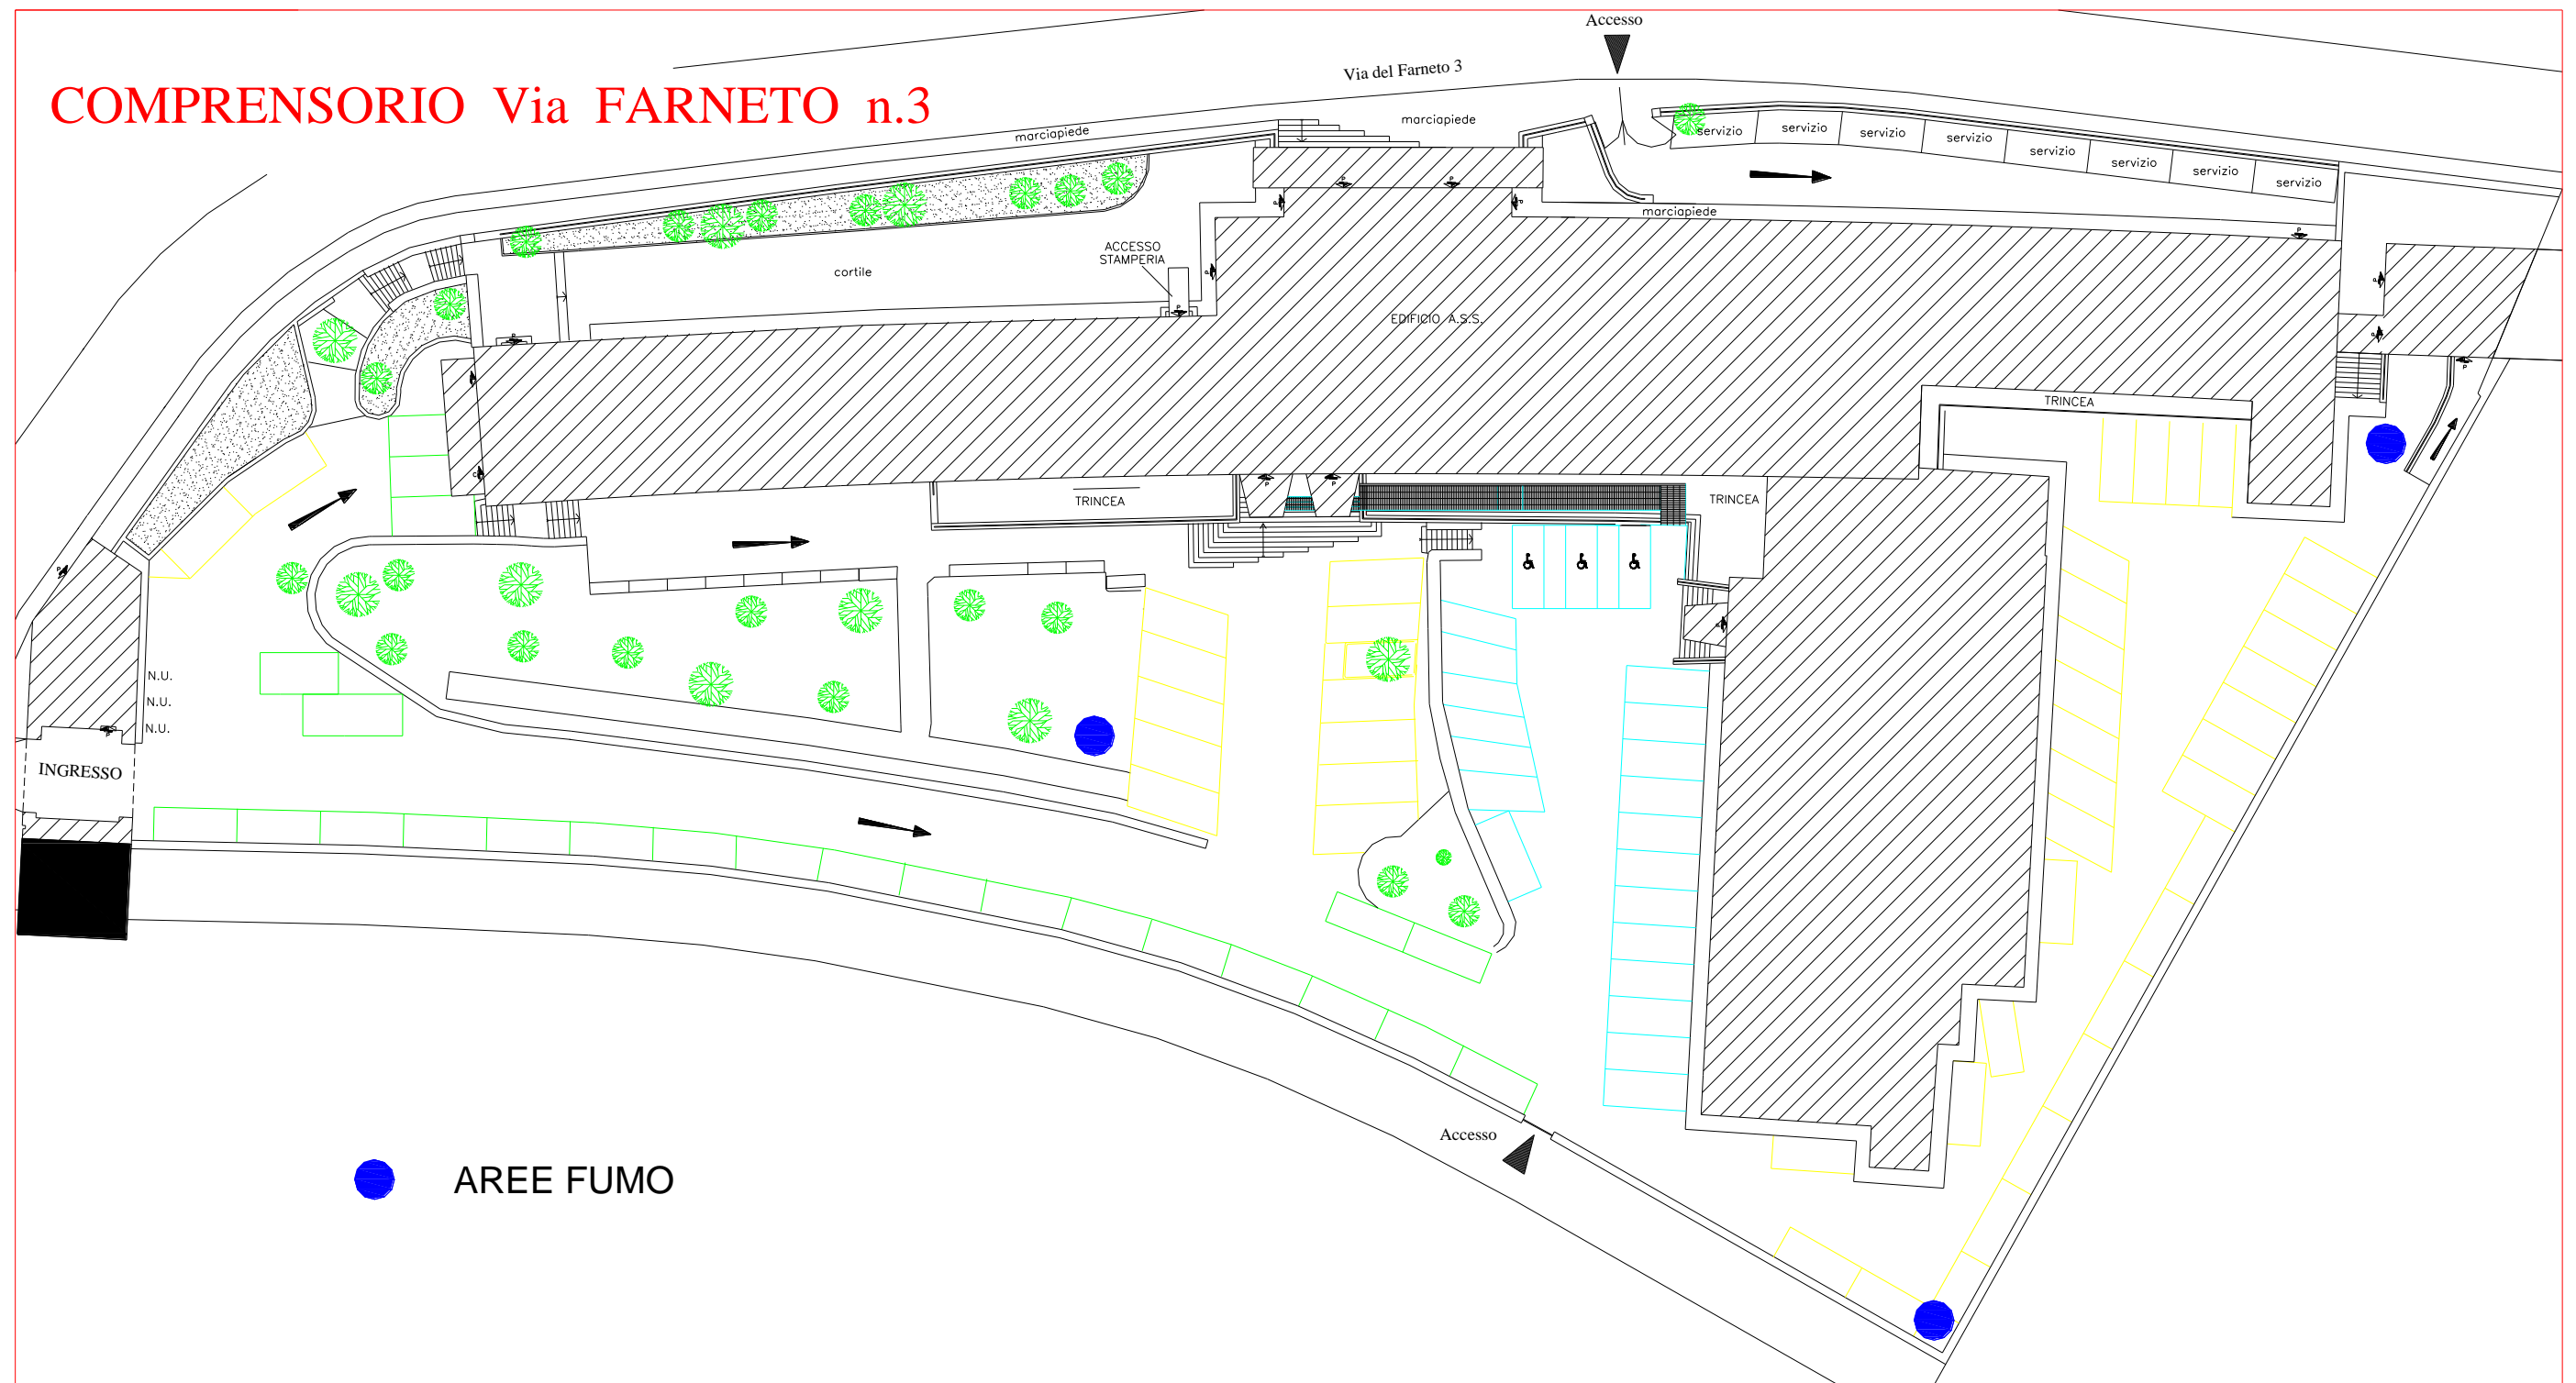 Accesso
Via del Farneto 3
COMPRENSORIO Via FARNETO n.3
marciapiede
marciapiede
servizio
servizio
servizio
servizio
servizio
servizio
servizio
servizio
marciapiede
ACCESSO
STAMPERIA
cortile
EDIFICIO A.S.S.
TRINCEA
TRINCEA
TRINCEA
N.U.
N.U.
N.U.
INGRESSO
Accesso
AREE FUMO